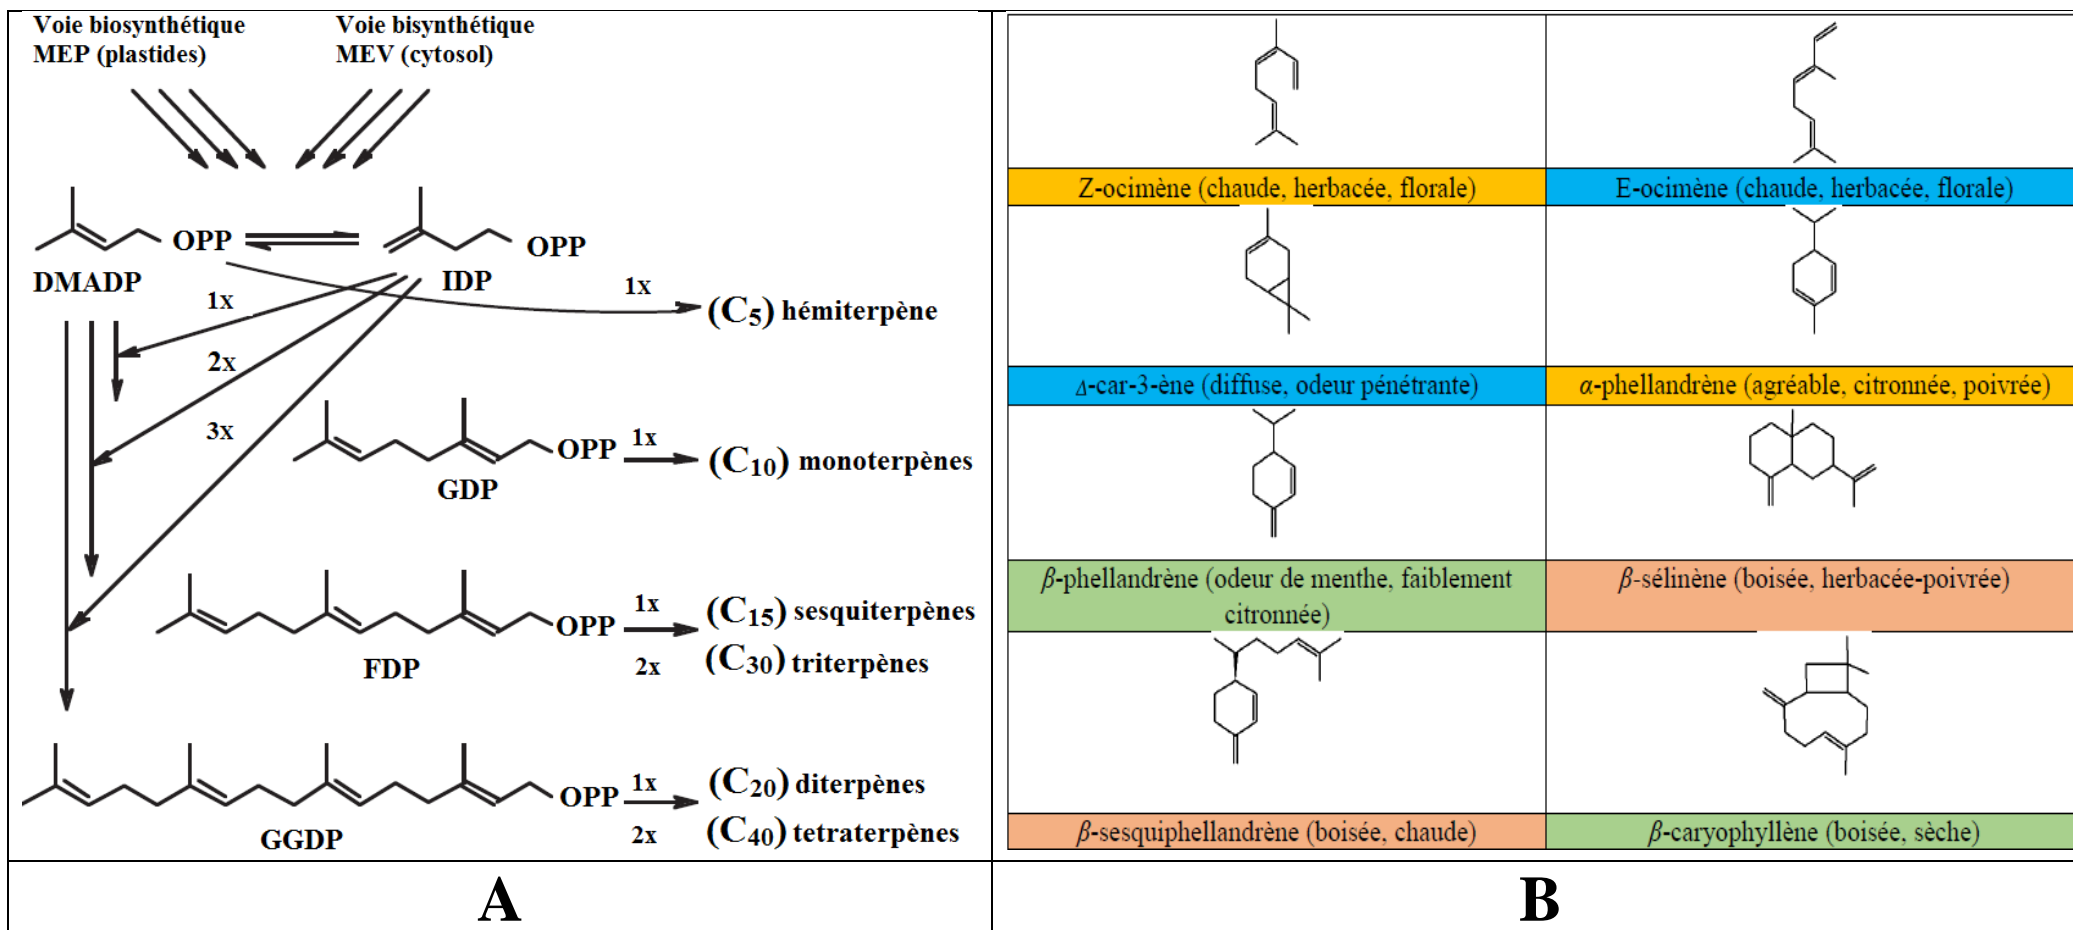 Voie biosynthétique
MEP (plastides)
Voie bisynthétique
MEV (cytosol)
OPP
OPP
DMADP
IDP
1x
1x
(C5) hémiterpène
2x
3x
OPP
1x
(C10) monoterpènes
GDP
OPP
1x
(C15) sesquiterpènes
2x
(C30) triterpènes
FDP
OPP
1x
(C20) diterpènes
2x
(C40) tetraterpènes
GGDP
A
Z-ocimène (chaude, herbacée, florale)
E-ocimène (chaude, herbacée, florale)
Δ-car-3-ène (diffuse, odeur pénétrante)
α-phellandrène (agréable, citronnée, poivrée)
β-phellandrène (odeur de menthe, faiblement
citronnée)
β-sélinène (boisée, herbacée-poivrée)
β-sesquiphellandrène (boisée, chaude)
β-caryophyllène (boisée, sèche)
B